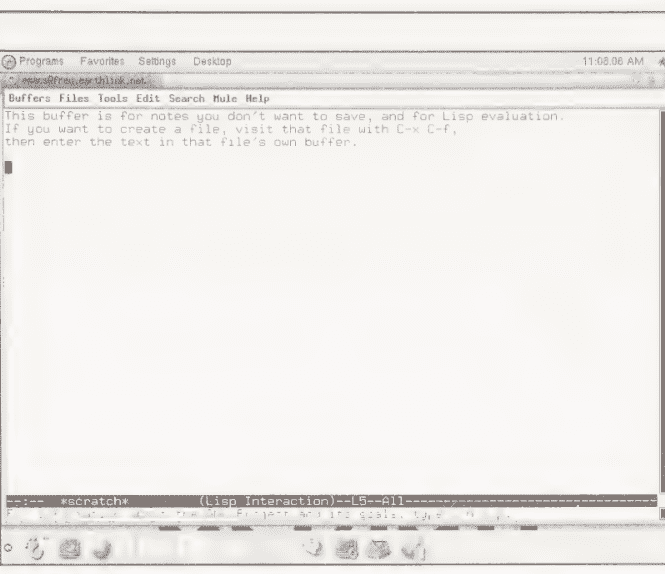 Programs Favorites Settings Desktop 11:08:08 AM
Buffers Files Tools Edit Search Mule Help
This buffer is for notes you don't want to save, and for Lisp evaluation.
If you want to create a file, visit that file with C-x C-f,
then enter the text in that file's own buffer.
--:-- *scratch* (Lisp Interaction)--L5--All--------------------------------